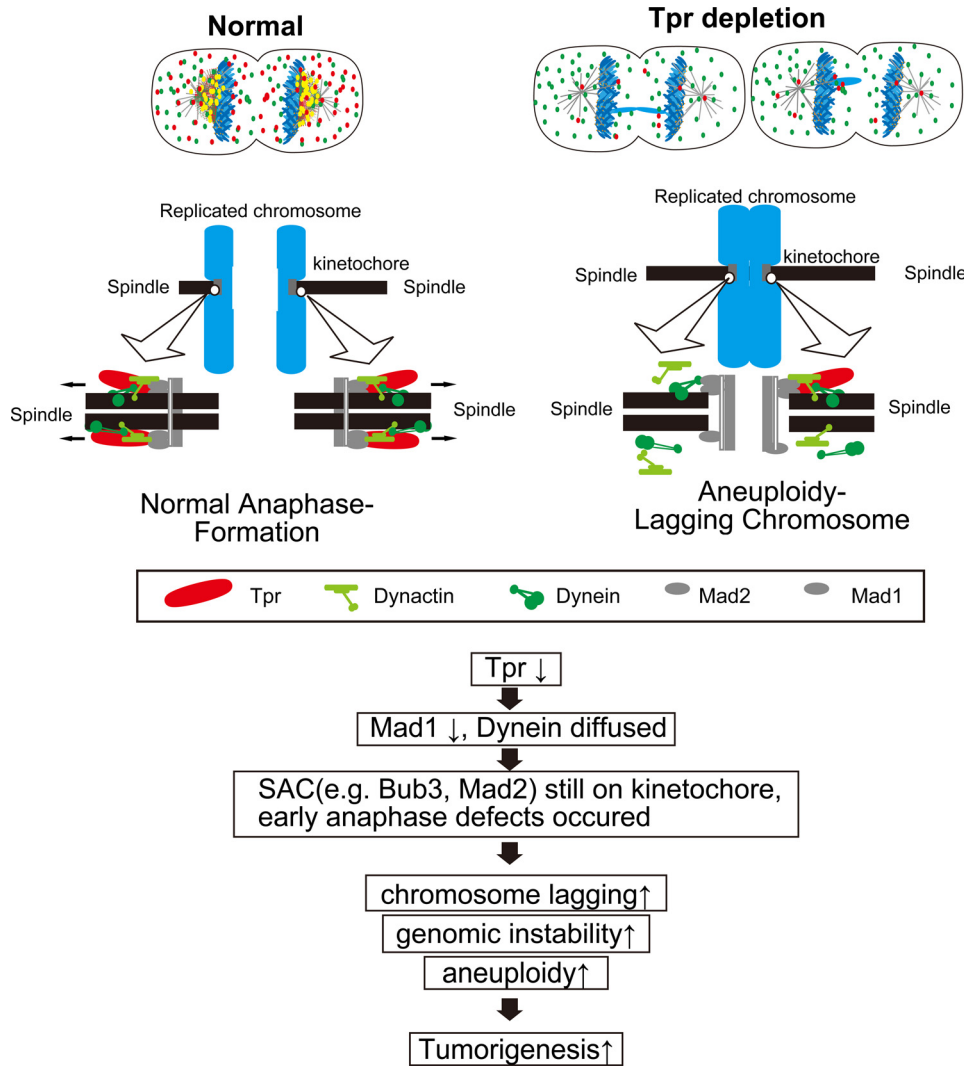 Normal
Tpr depletion
Replicated chromosome
kinetochore
Spindle
Spindle
Spindle
Spindle
Normal Anaphase-
Formation
Replicated chromosome
kinetochore
Spindle
Spindle
Spindle
Spindle
Aneuploidy-
Lagging Chromosome
Tpr
Dynactin
Dynein
Mad2
Mad1
Tpr ↓
Mad1 ↓, Dynein diffused
SAC(e.g. Bub3, Mad2) still on kinetochore,
early anaphase defects occured
chromosome lagging↑
genomic instability↑
aneuploidy↑
Tumorigenesis↑